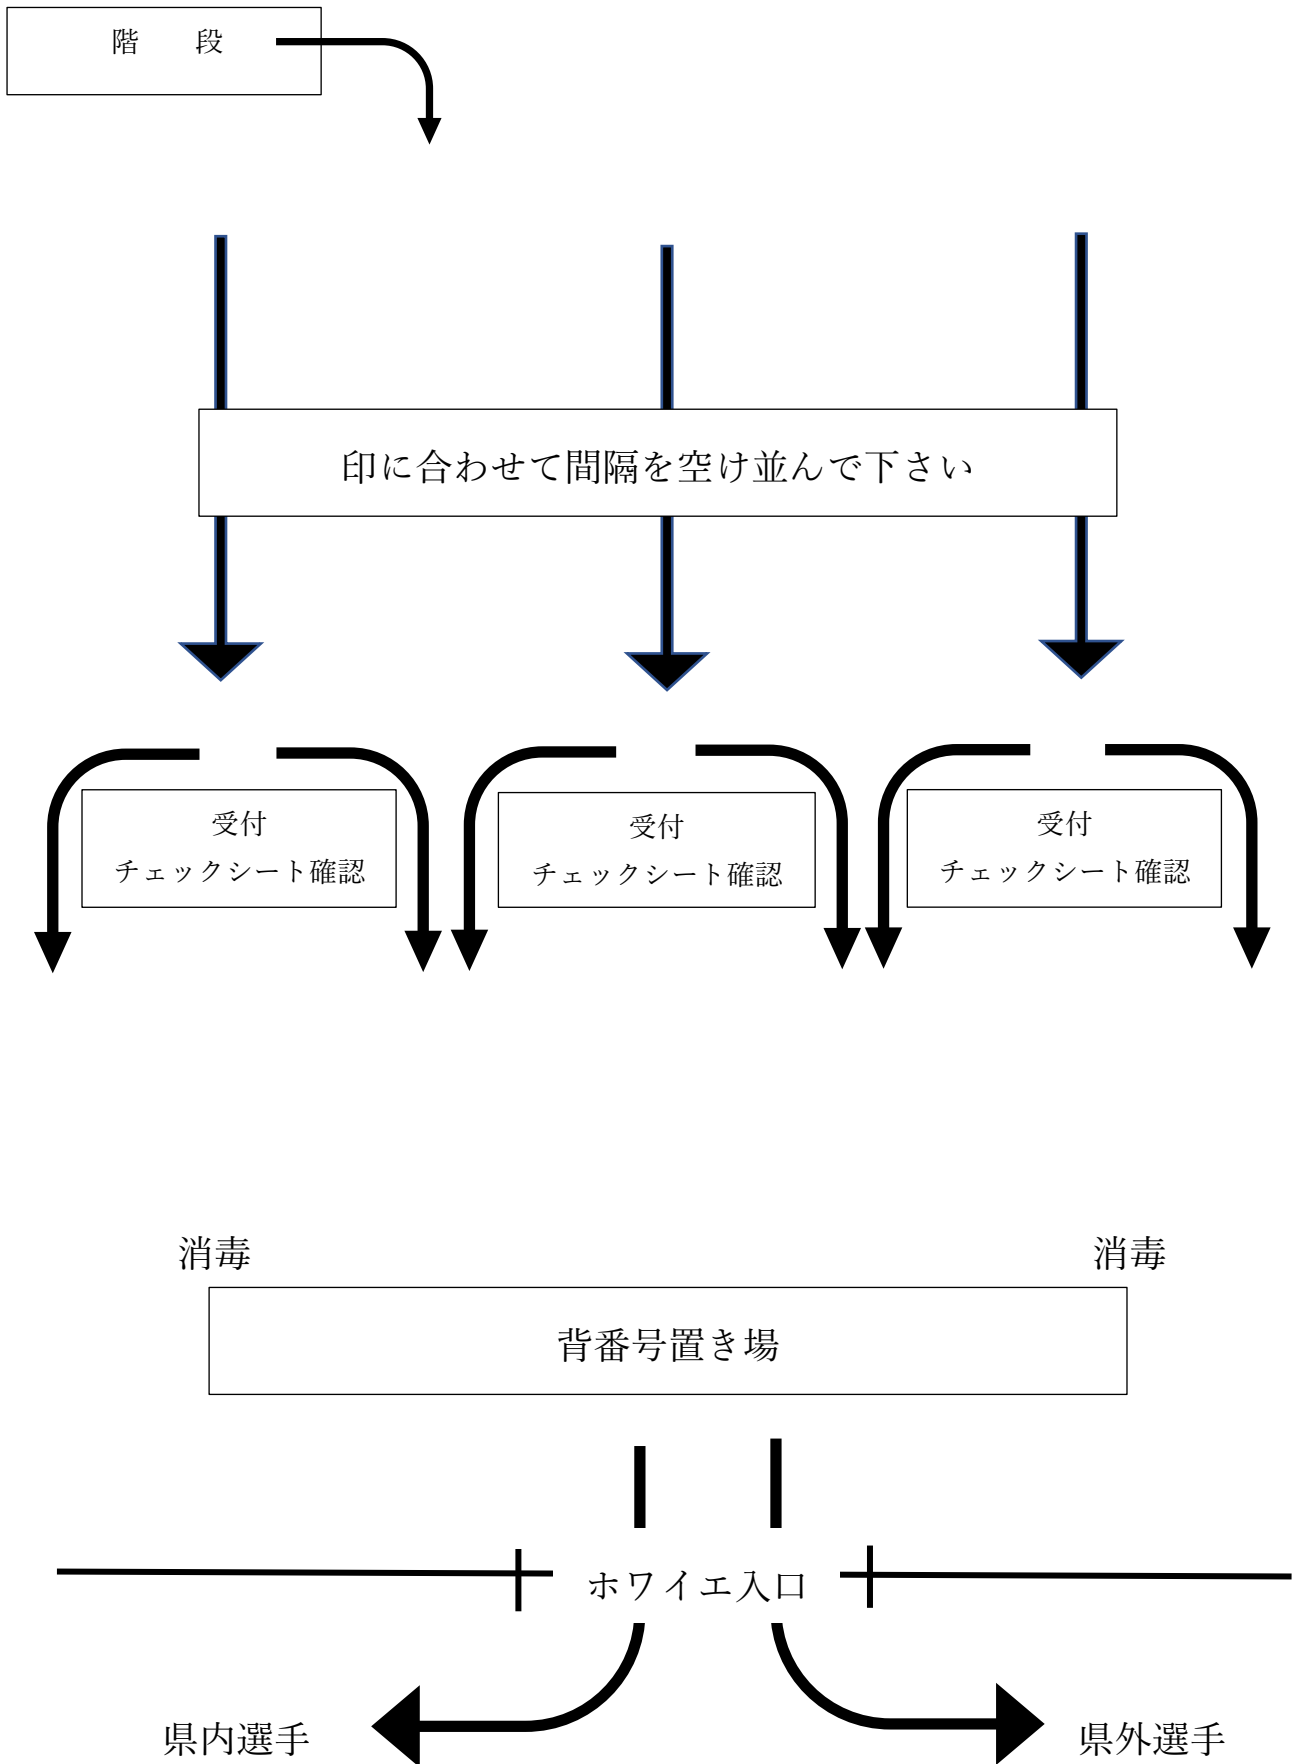 階　　段
印に合わせて間隔を空け並んで下さい
受付
チェックシート確認
受付
チェックシート確認
受付
チェックシート確認
消毒
消毒
背番号置き場
ホワイエ入口
県内選手
県外選手